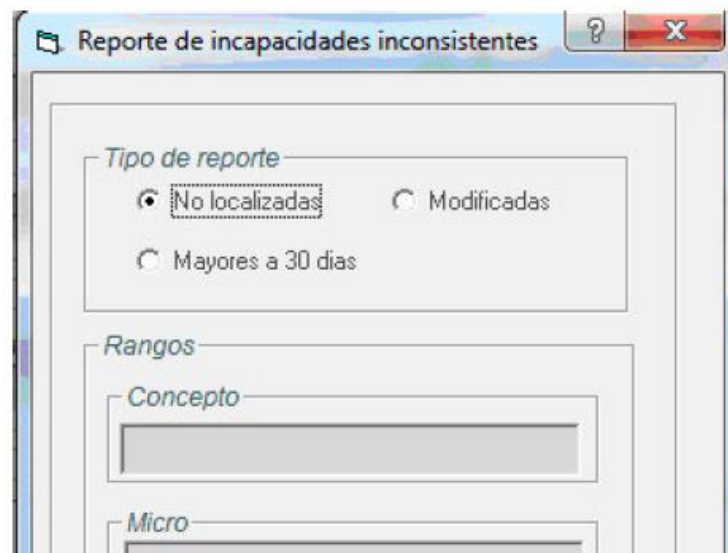 Reporte de incapacidades inconsistentes
Tipo de reporte
No localizadas Modificadas
Mayores a 30 dias
Rangos
Concepto
Micro